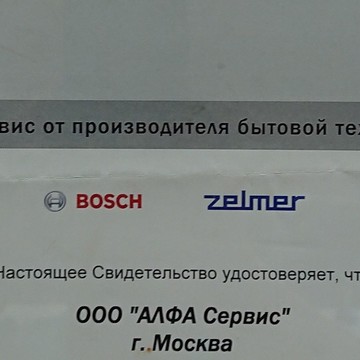 вис от производителя бытовой тех
BOSCH zelmer
Настоящее Свидетельство удостоверяет, чт
ООО "АЛФА Сервис"
г. Москва